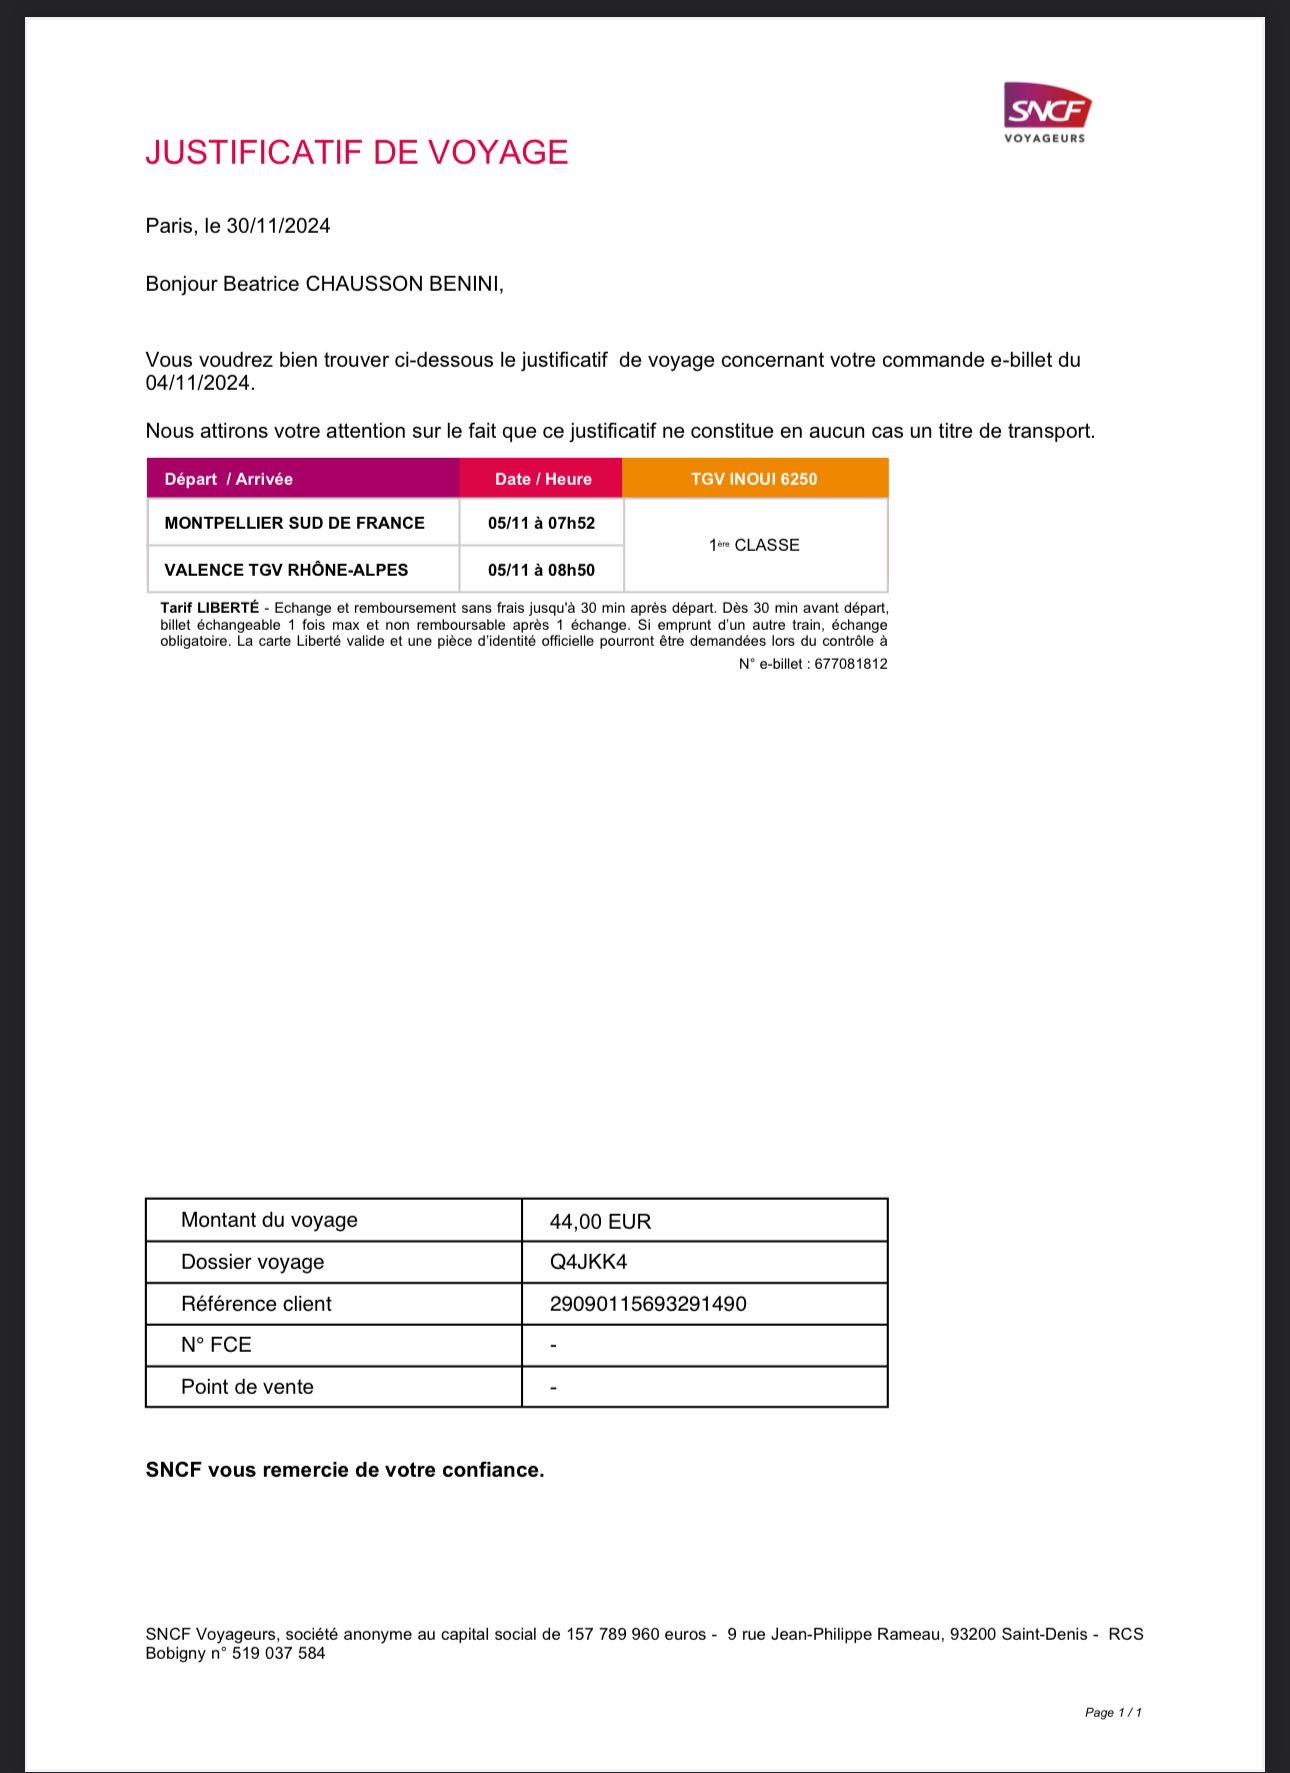 SNCF
VOYAGEURS
JUSTIFICATIF DE VOYAGE
Paris, le 30/11/2024
Bonjour Beatrice CHAUSSON BENINI,
Vous voudrez bien trouver ci-dessous le justificatif  de voyage concernant votre commande e-billet du
04/11/2024.
Nous attirons votre attention sur le fait que ce justificatif ne constitue en aucun cas un titre de transport.
Départ  / Arrivée Date / Heure TGV INOUI 6250
MONTPELLIER SUD DE FRANCE 05/11 à 07h52
1ère CLASSE
VALENCE TGV RHÔNE-ALPES 05/11 à 08h50
Tarif LIBERTÉ - Echange et remboursement sans frais jusqu'à 30 min après départ. Dès 30 min avant départ,
billet échangeable 1 fois max et non remboursable après 1 échange. Si emprunt d’un autre train, échange
obligatoire. La carte Liberté valide et une pièce d’identité officielle pourront être demandées lors du contrôle à
N° e-billet : 677081812
Montant du voyage 44,00 EUR
Dossier voyage Q4JKK4
Référence client 29090115693291490
N° FCE -
Point de vente -
SNCF vous remercie de votre confiance.
SNCF Voyageurs, société anonyme au capital social de 157 789 960 euros -  9 rue Jean-Philippe Rameau, 93200 Saint-Denis -  RCS
Bobigny n° 519 037 584
Page 1 / 1